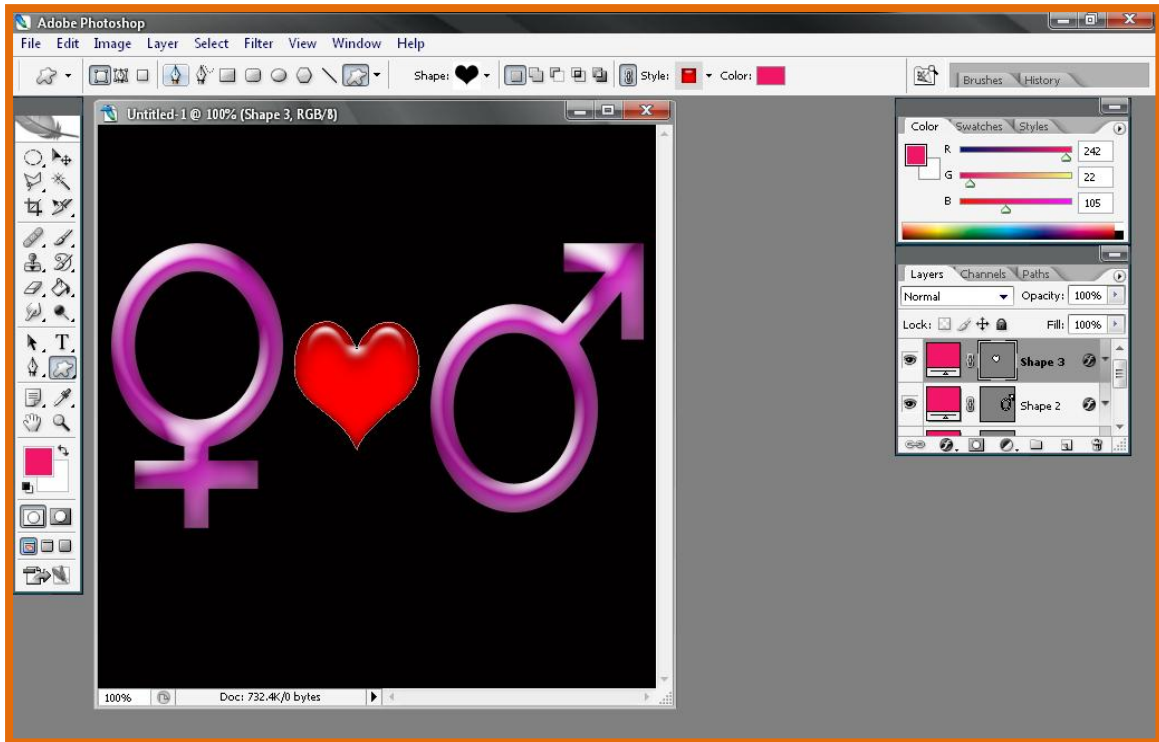 Adobe Photoshop
File Edit Image Layer Select Filter View Window Help
Shape: Style: Color:
Brushes History
Untitled-1 @ 100% (Shape 3, RGB/8)
Color Swatches Styles
R 242
G 22
B 105
Layers Channels Paths
Normal Opacity: 100%
Lock: Fill: 100%
Shape 3
Shape 2
T
100% Doc: 732.4K/0 bytes